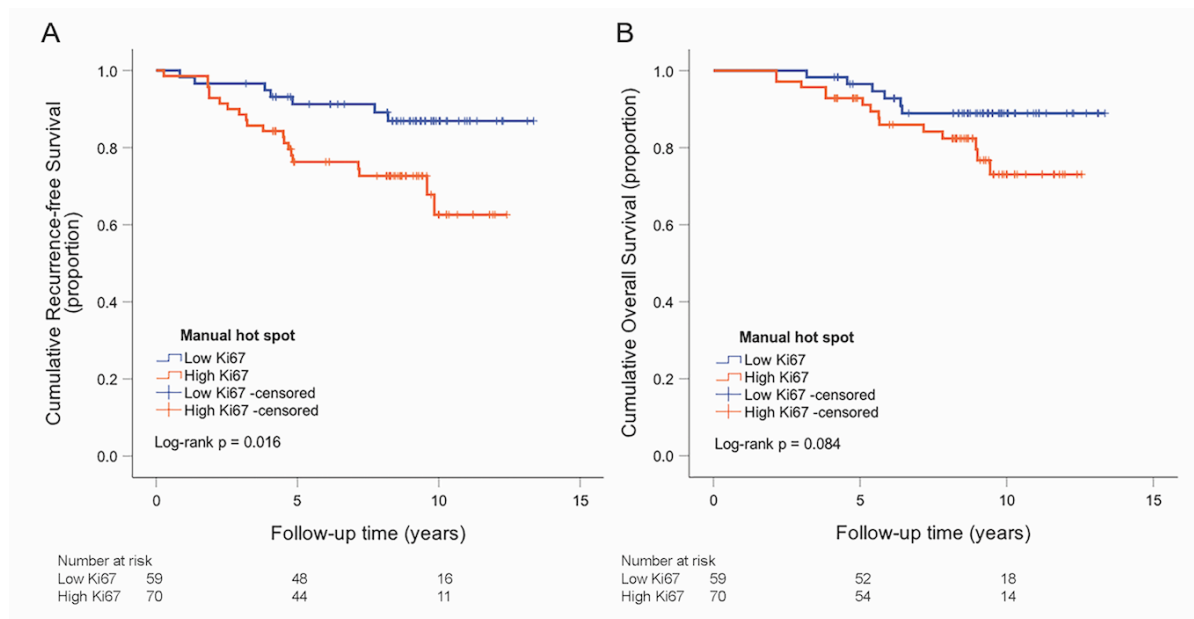 A
Cumulative Recurrence-free Survival
(proportion)
1.0
0.8
0.6
0.4
0.2
0.0
Manual hot spot
Low Ki67
High Ki67
Low Ki67 -censored
High Ki67 -censored
Log-rank p = 0.016
0 5 10 15
Follow-up time (years)
Number at risk
Low Ki67 59 48 16
High Ki67 70 44 11
B
Cumulative Overall Survival (proportion)
1.0
0.8
0.6
0.4
0.2
0.0
Manual hot spot
Low Ki67
High Ki67
Low Ki67 -censored
High Ki67 -censored
Log-rank p = 0.084
0 5 10 15
Follow-up time (years)
Number at risk
Low Ki67 59 52 18
High Ki67 70 54 14